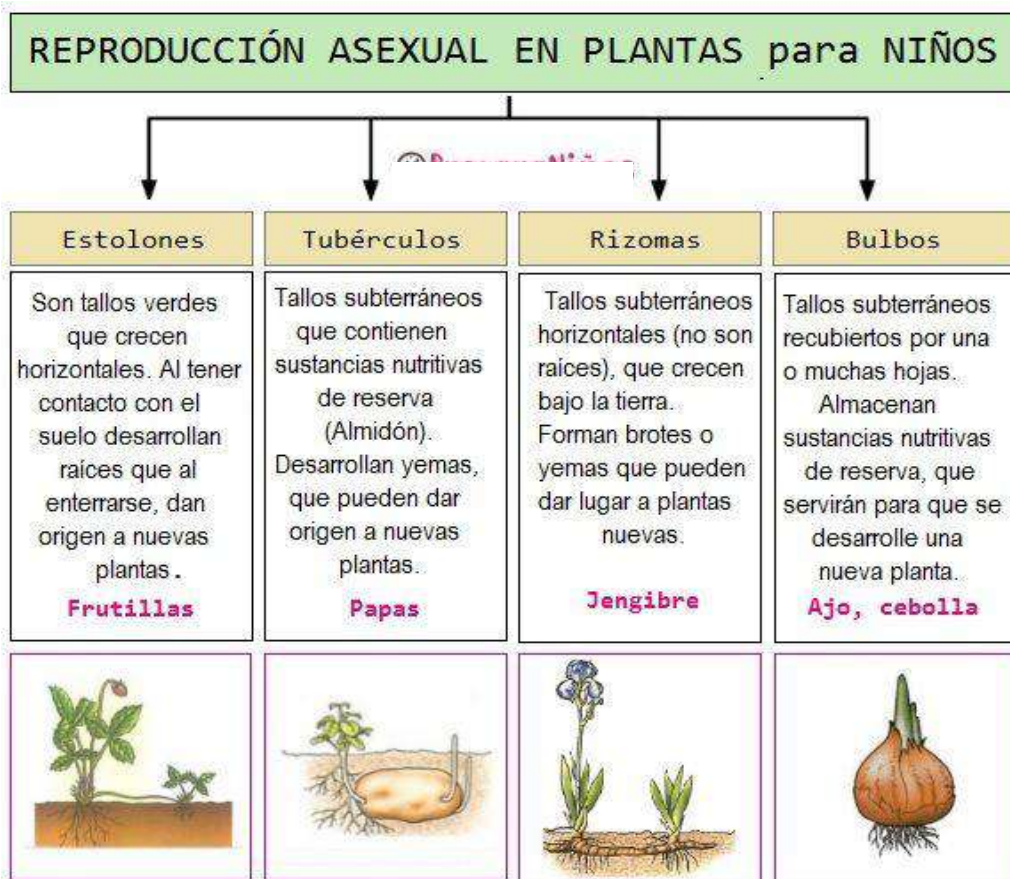 REPRODUCCIÓN ASEXUAL EN PLANTAS para NIÑOS
Estolones
Son tallos verdes
que crecen
horizontales. Al tener
contacto con el
suelo desarrollan
raíces que al
enterrarse, dan
origen a nuevas
plantas.
Frutillas
Tubérculos
Tallos subterráneos
que contienen
sustancias nutritivas
de reserva
(Almidón).
Desarrollan yemas,
que pueden dar
origen a nuevas
plantas.
Papas
Rizomas
Tallos subterráneos
horizontales (no son
raíces), que crecen
bajo la tierra.
Forman brotes o
yemas que pueden
dar lugar a plantas
nuevas.
Jengibre
Bulbos
Tallos subterráneos
recubiertos por una
o muchas hojas.
Almacenan
sustancias nutritivas
de reserva, que
servirán para que se
desarrolle una
nueva planta.
Ajo, cebolla